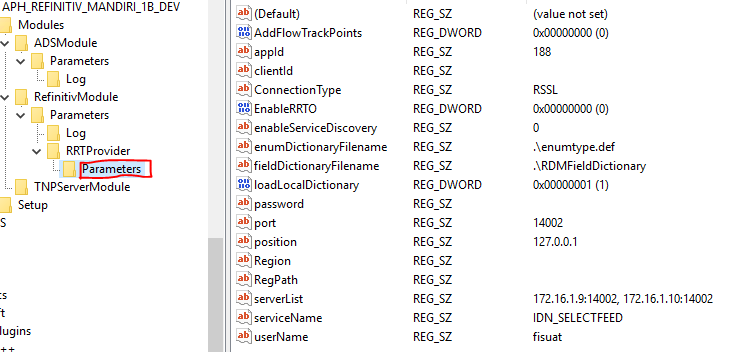 APH_REFINITIV_MANDIRI_1B_DEV
Modules
ADSModule
Parameters
Log
RefinitivModule
Parameters
Log
RRTProvider
Parameters
TNPServerModule
Setup
S
cs
ft
lugins
++
(Default) REG_SZ (value not set)
AddFlowTrackPoints REG_DWORD 0x00000000 (0)
appId REG_SZ 188
clientId REG_SZ
ConnectionType REG_SZ RSSL
EnableRRTO REG_DWORD 0x00000000 (0)
enableServiceDiscovery REG_SZ 0
enumDictionaryFilename REG_SZ .\enumtype.def
fieldDictionaryFilename REG_SZ .\RDMFieldDictionary
loadLocalDictionary REG_DWORD 0x00000001 (1)
password REG_SZ
port REG_SZ 14002
position REG_SZ 127.0.0.1
Region REG_SZ
RegPath REG_SZ
serverList REG_SZ 172.16.1.9:14002, 172.16.1.10:14002
serviceName REG_SZ IDN_SELECTFEED
userName REG_SZ fisuat